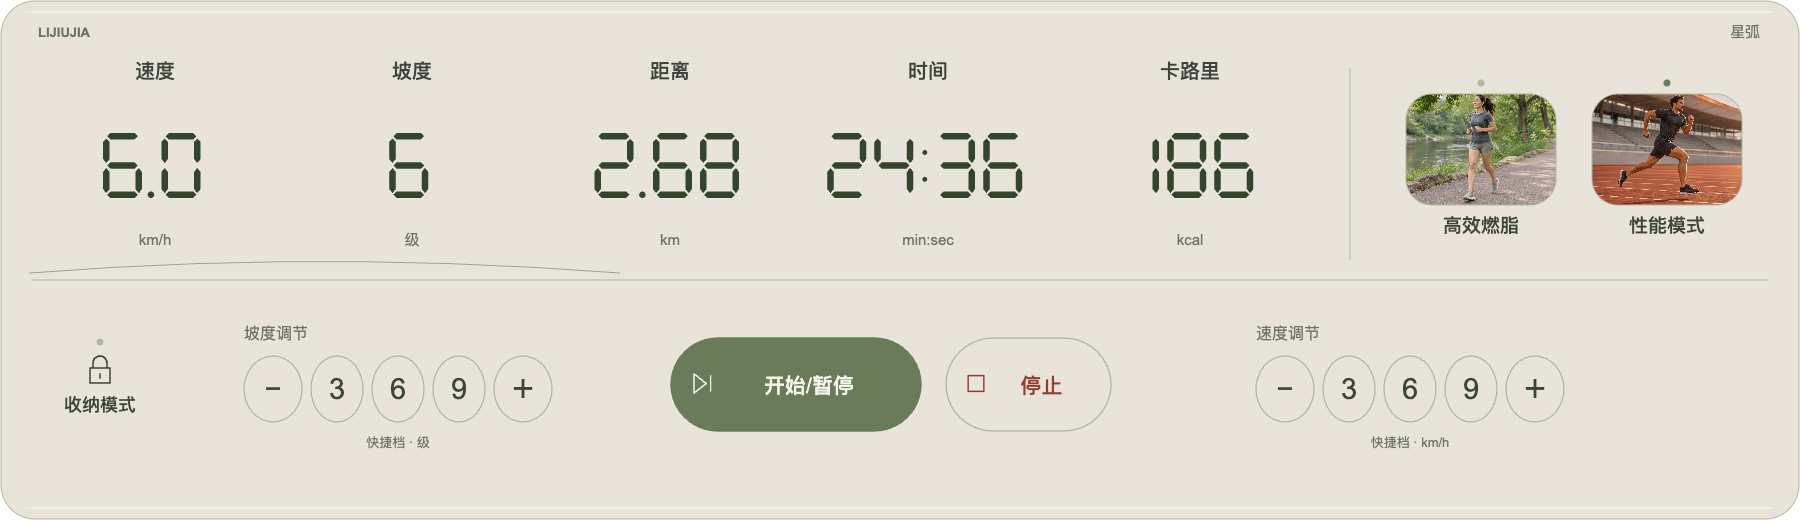 LIJIUJIA
星弧
速度
坡度
距离
时间
卡路里
6.0
6
2.68
24:36
186
km/h
级
km
min:sec
kcal
高效燃脂
性能模式
坡度调节
速度调节
− 3 6 9 +
开始/暂停
停止
− 3 6 9 +
收纳模式
快捷档 · 级
快捷档 · km/h